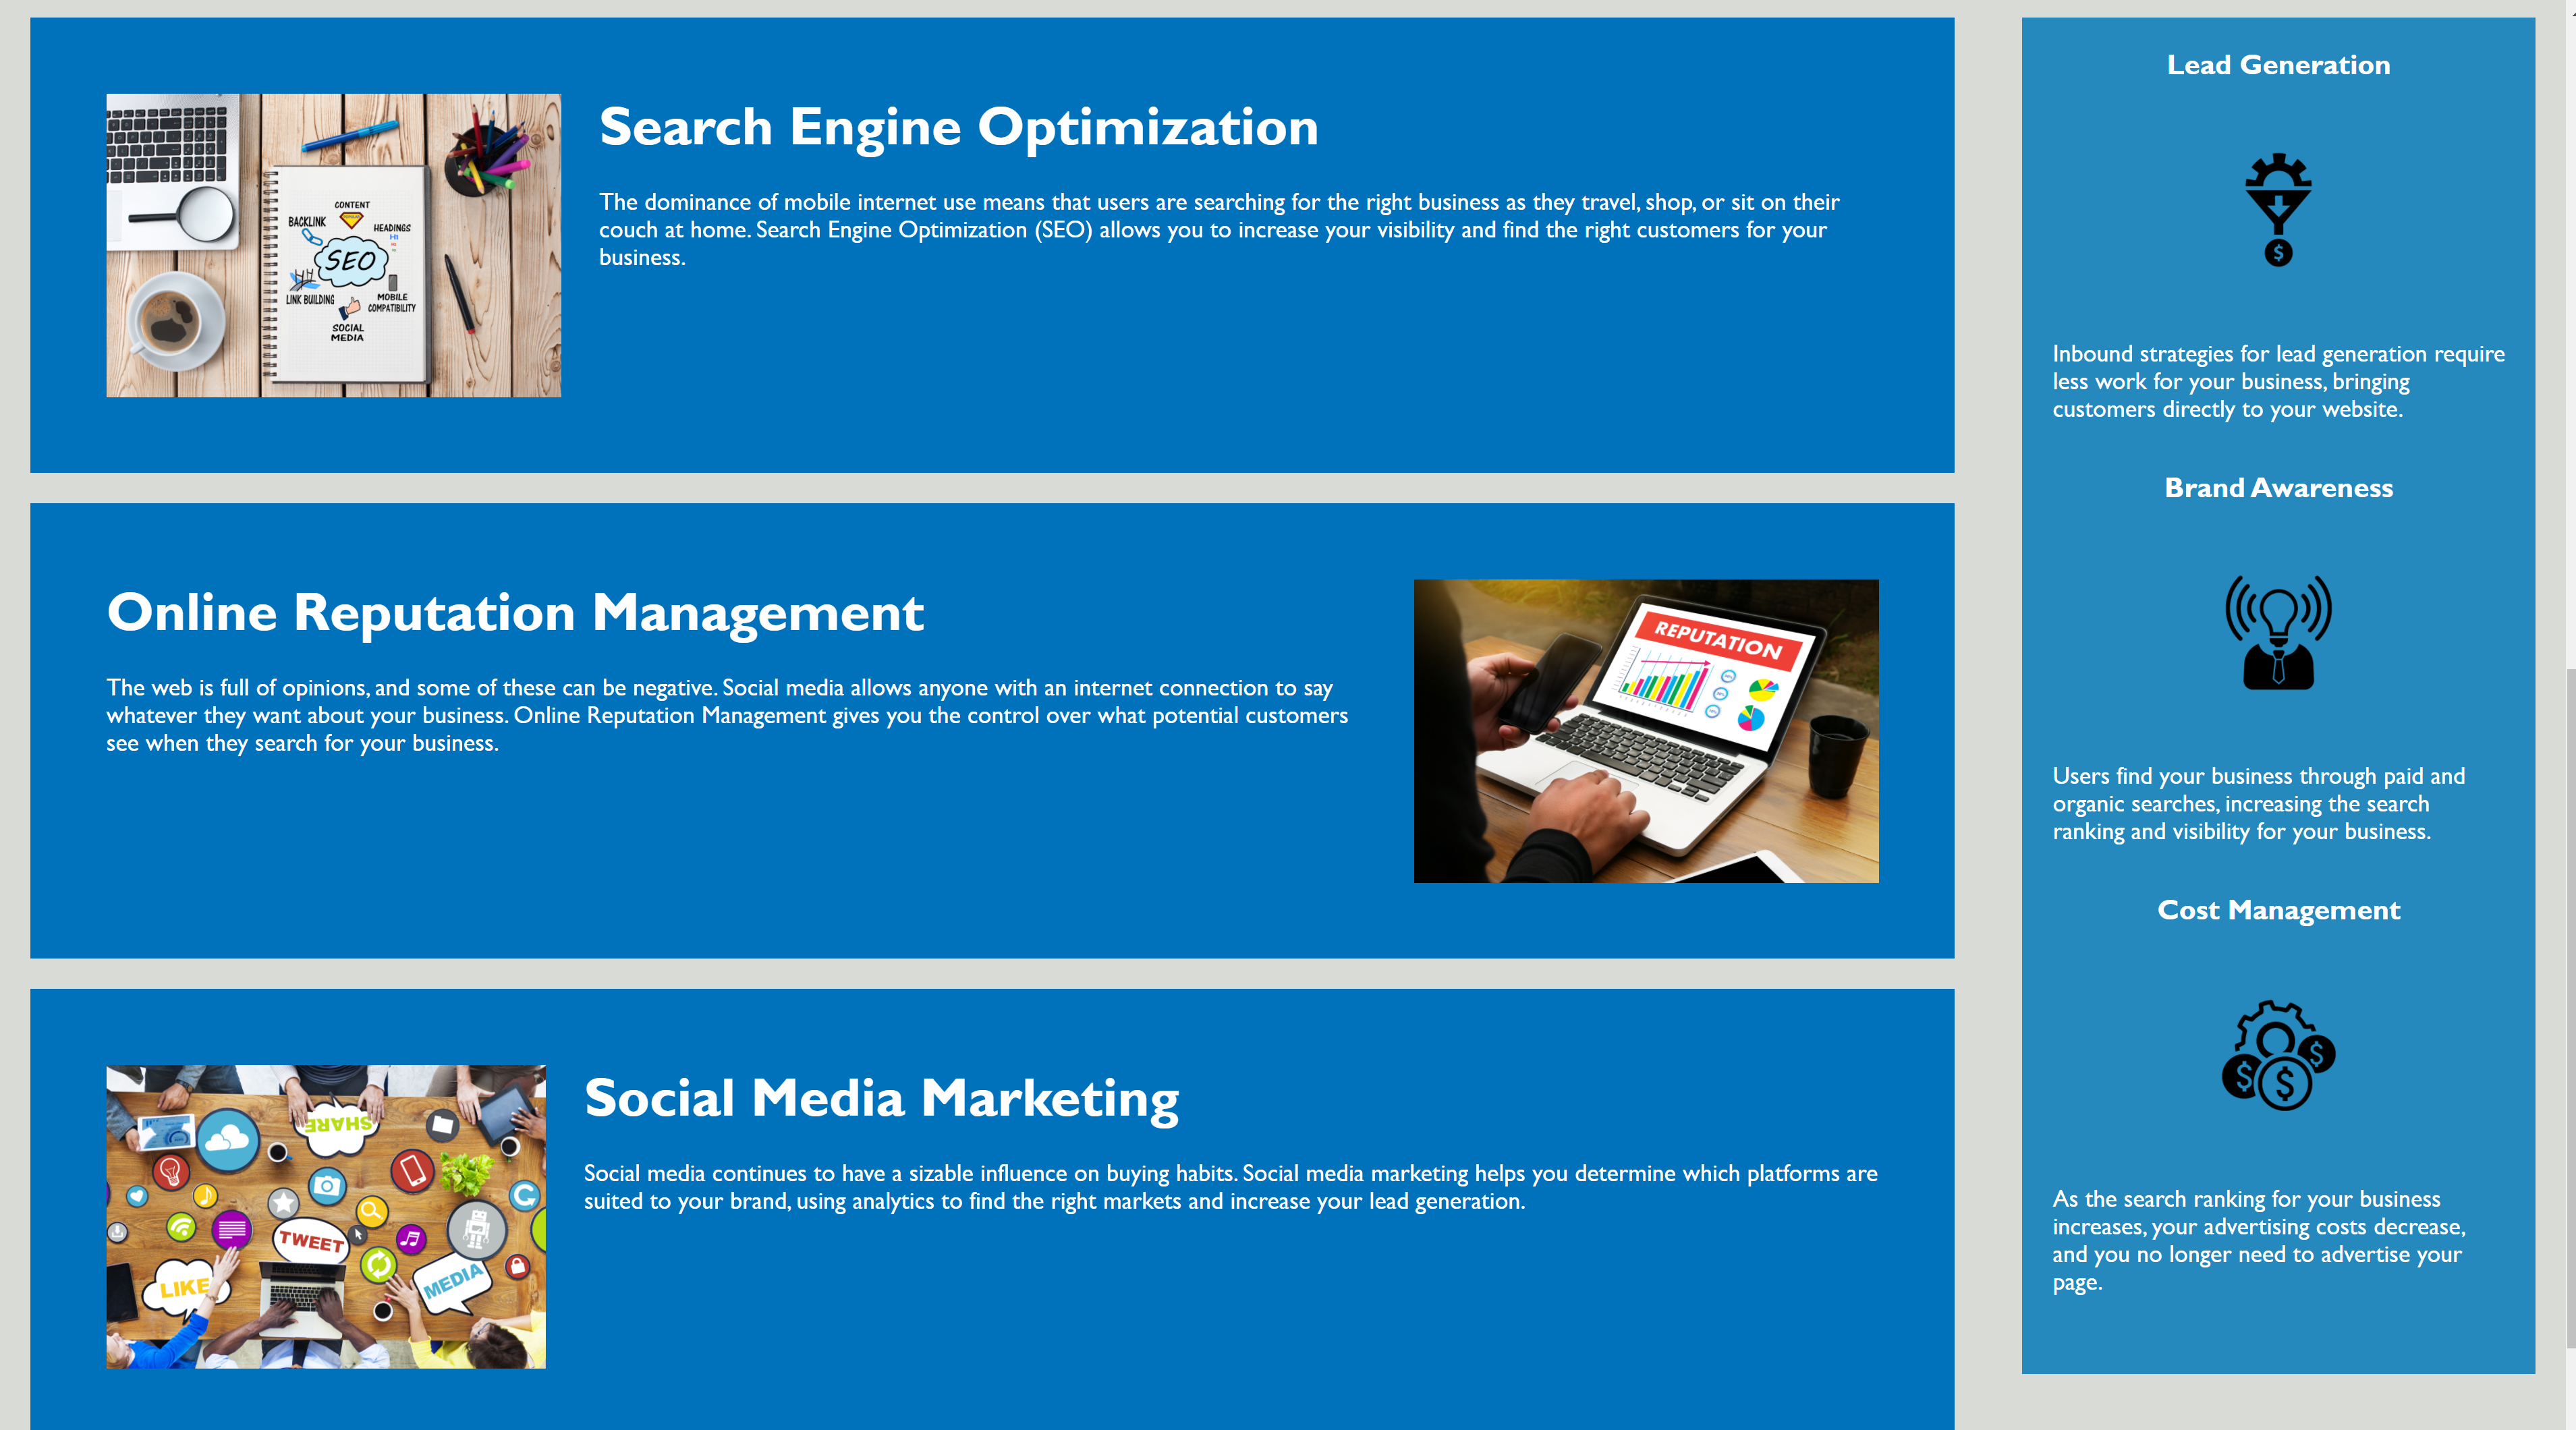 Search Engine Optimization
The dominance of mobile internet use means that users are searching for the right business as they travel, shop, or sit on their
couch at home. Search Engine Optimization (SEO) allows you to increase your visibility and find the right customers for your
business.
CONTENT
BACKLINK
HEADINGS
SEO
LINK BUILDING
MOBILE
COMPATIBILITY
SOCIAL
MEDIA
Online Reputation Management
The web is full of opinions, and some of these can be negative. Social media allows anyone with an internet connection to say
whatever they want about your business. Online Reputation Management gives you the control over what potential customers
see when they search for your business.
REPUTATION
Social Media Marketing
Social media continues to have a sizable influence on buying habits. Social media marketing helps you determine which platforms are
suited to your brand, using analytics to find the right markets and increase your lead generation.
SHARE
TWEET
LIKE
MEDIA
Lead Generation
$
Inbound strategies for lead generation require
less work for your business, bringing
customers directly to your website.
Brand Awareness
Users find your business through paid and
organic searches, increasing the search
ranking and visibility for your business.
Cost Management
$ $ $
As the search ranking for your business
increases, your advertising costs decrease,
and you no longer need to advertise your
page.